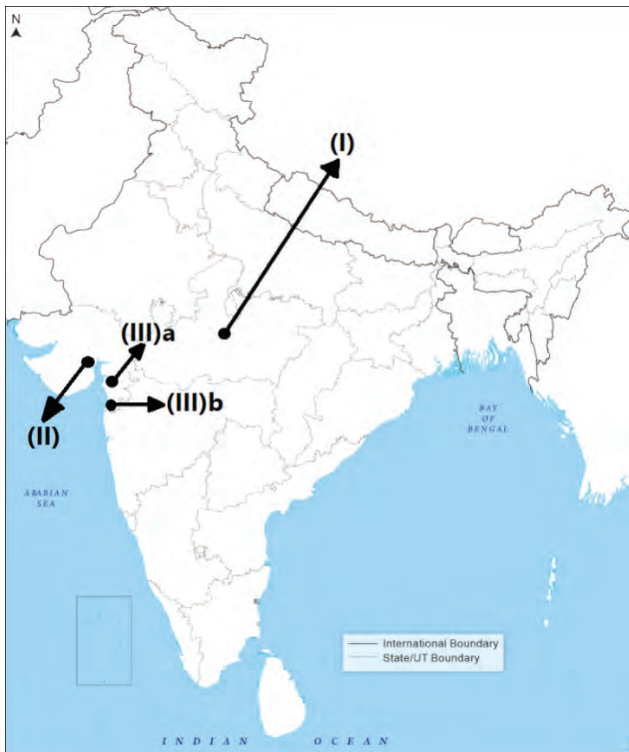 N
(I)
(III)a
(III)b
(II)
ARABIAN
SEA
BAY
OF
BENGAL
International Boundary
State/UT Boundary
INDIAN OCEAN